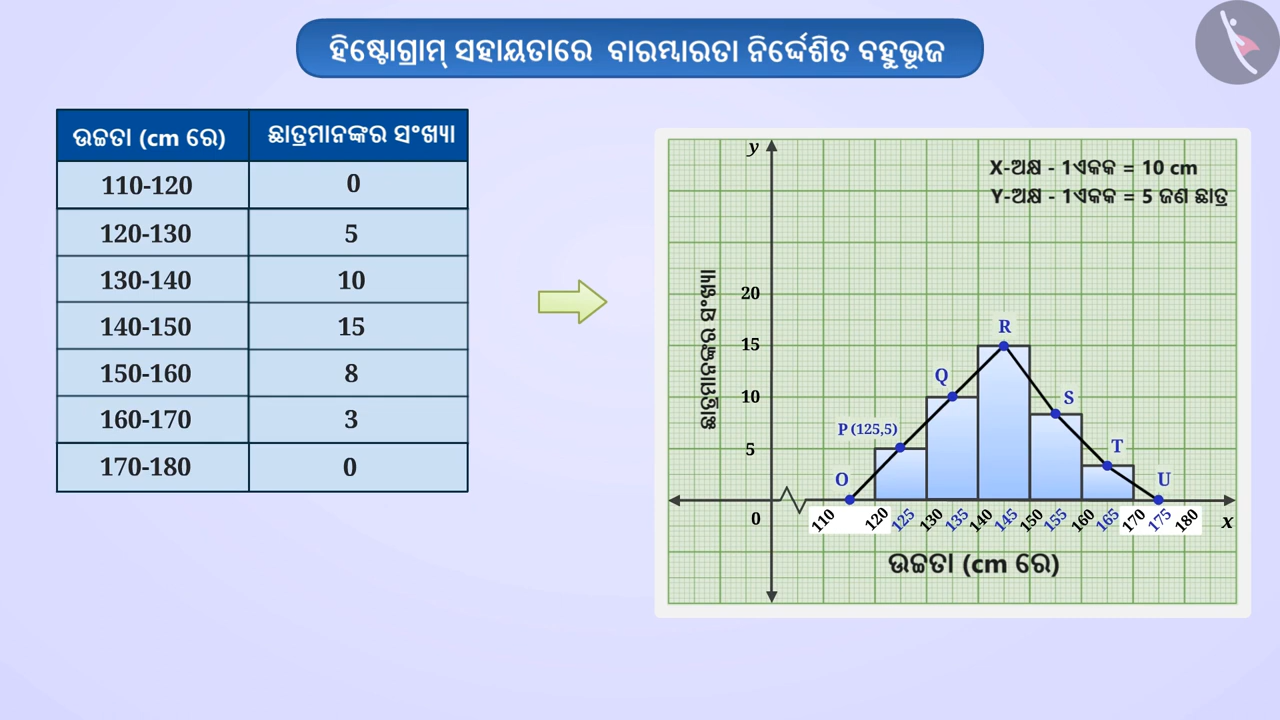 ହିଷ୍ଟୋଗ୍ରାମ୍ ସହାୟତାରେ ବାରମ୍ବାରତା ନିର୍ଦ୍ଦେଶିତ ବହୁଭୂଜ
ଉଚ୍ଚତା (cm ରେ) ଛାତ୍ରମାନଙ୍କର ସଂଖ୍ୟା
110-120 0
120-130 5
130-140 10
140-150 15
150-160 8
160-170 3
170-180 0
y
X-ଅକ୍ଷ - 1ଏକକ = 10 cm
Y-ଅକ୍ଷ - 1ଏକକ = 5 ଜଣ ଛାତ୍ର
ଛାତ୍ରମାନଙ୍କର ସଂଖ୍ୟା
20
15
10
5
0
R
Q
S
P (125,5)
T
O
U
110 120 125 130 135 140 145 150 155 160 165 170 175 180 x
ଉଚ୍ଚତା (cm ରେ)